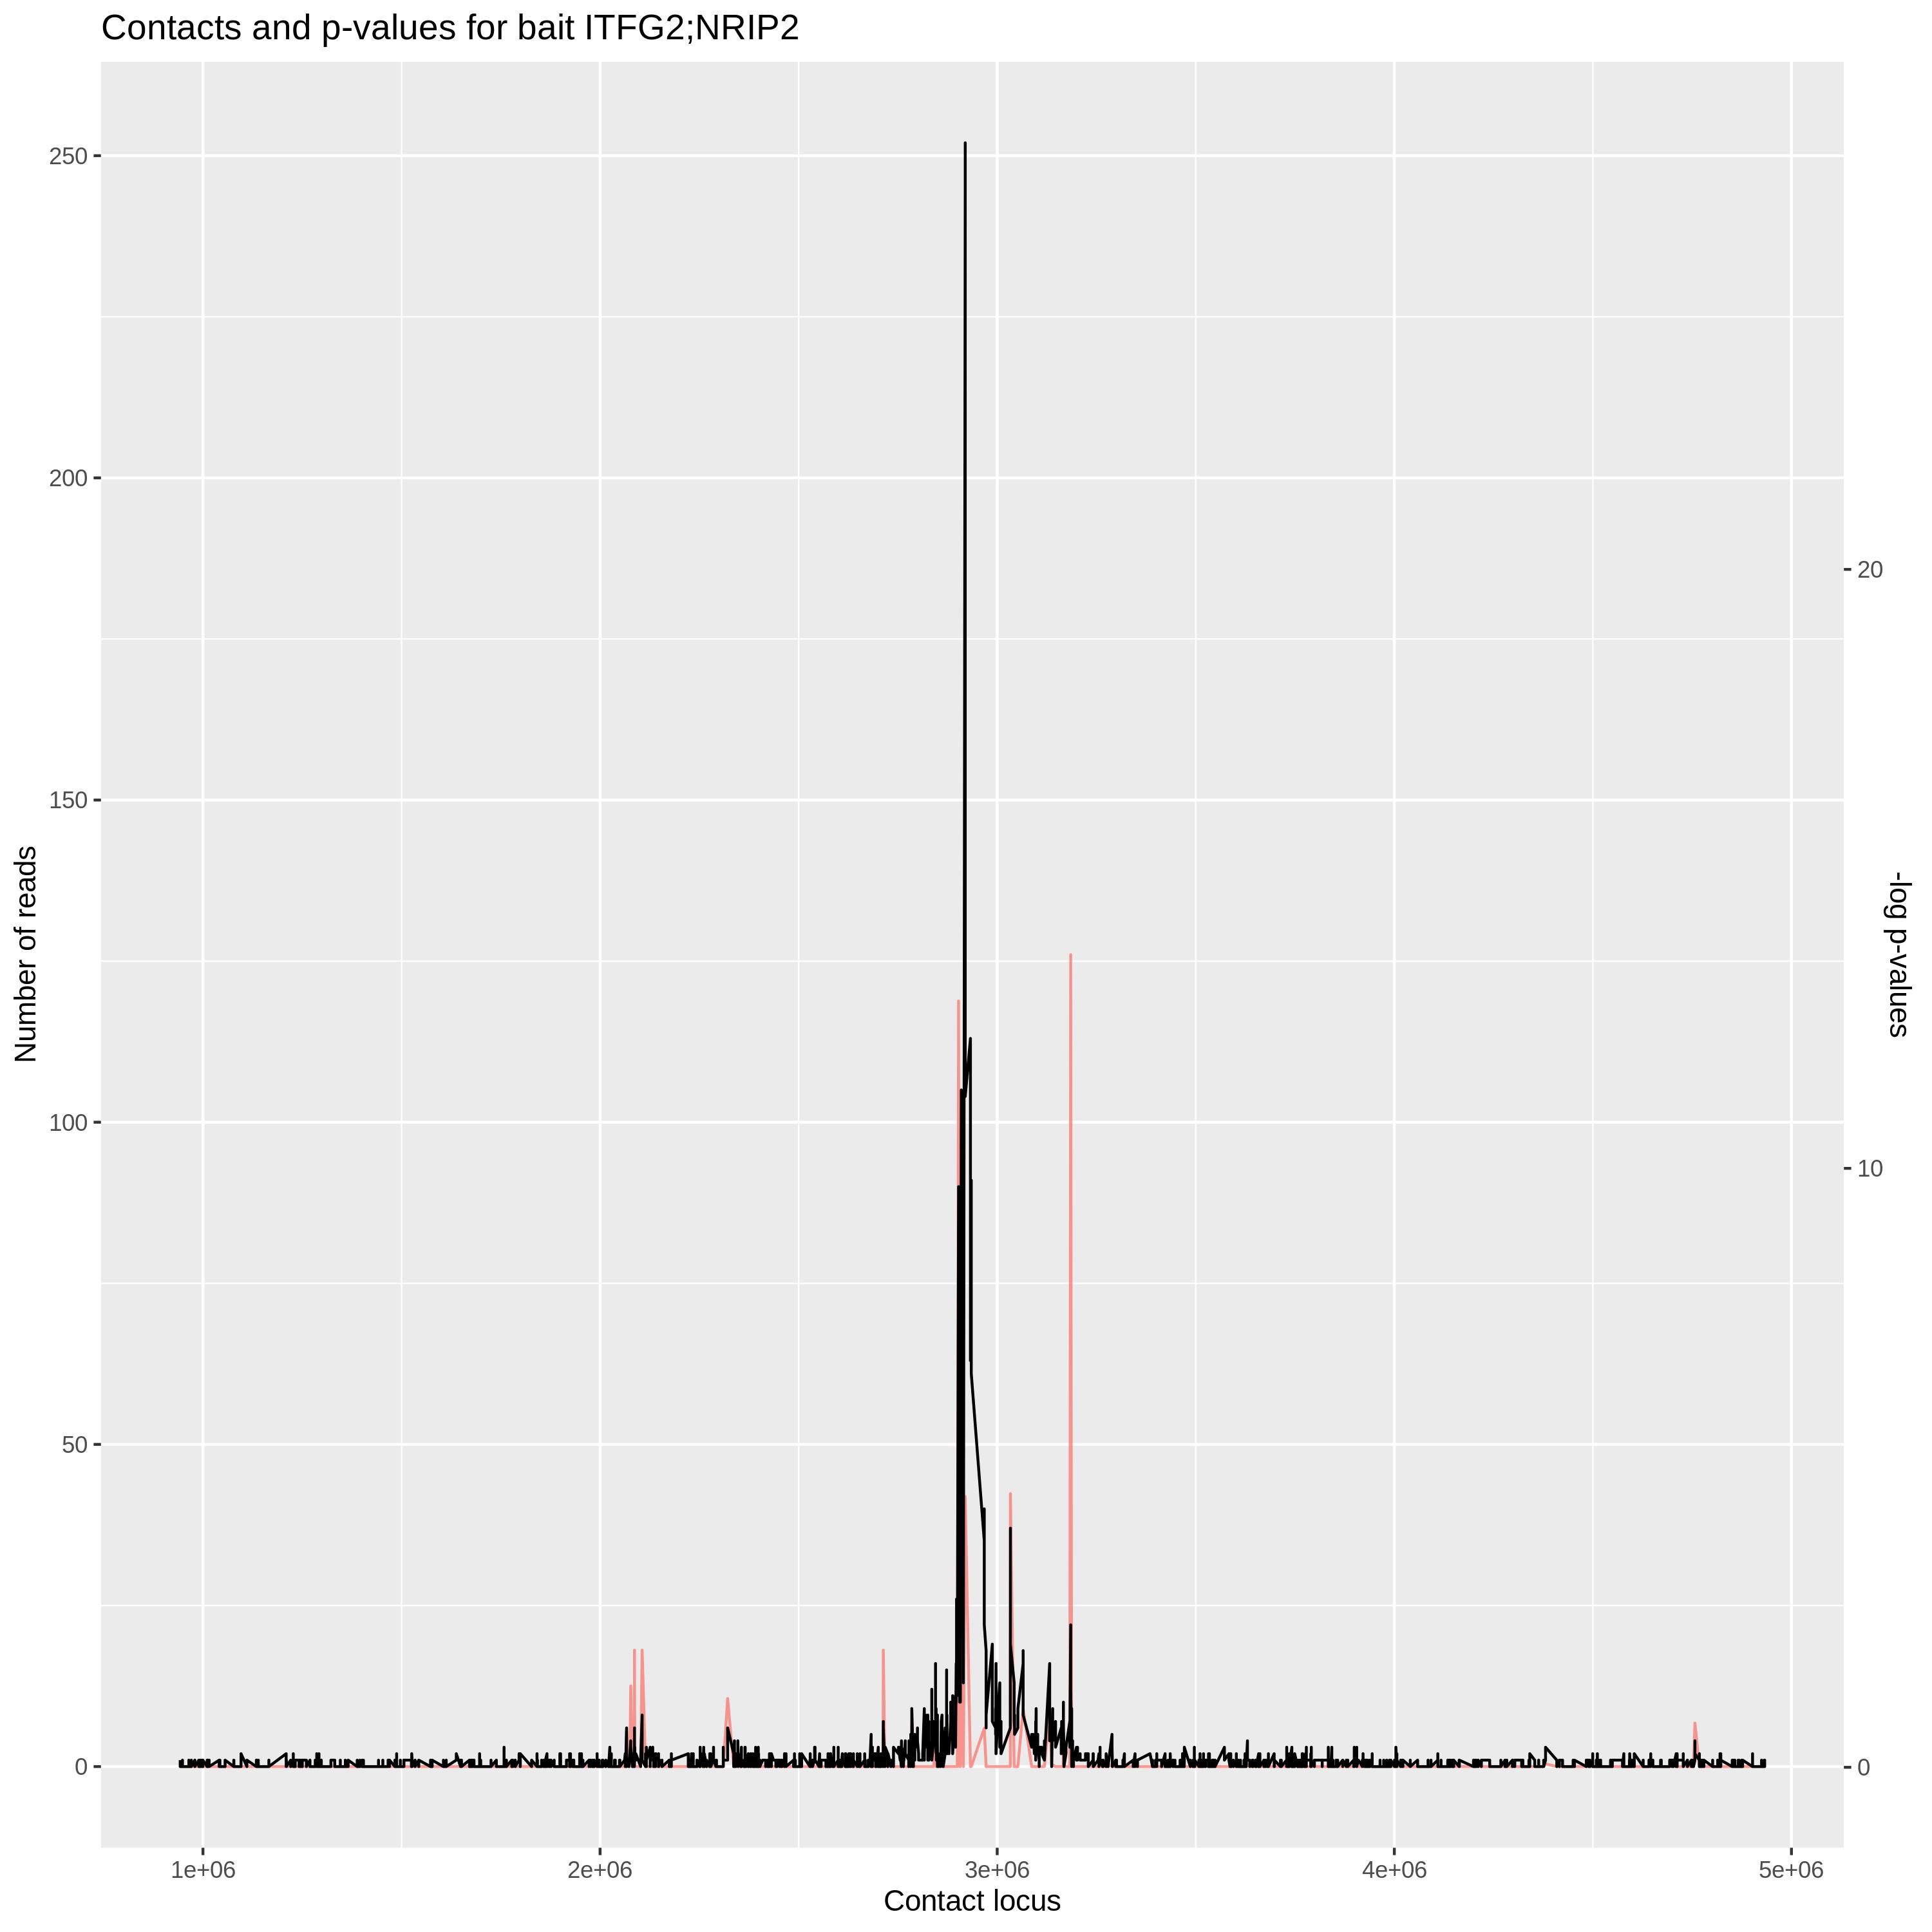 Contacts and p-values for bait ITFG2;NRIP2
250
200
150
100
50
0
Number of reads
20
10
0
-log p-values
1e+06
2e+06
3e+06
4e+06
5e+06
Contact locus